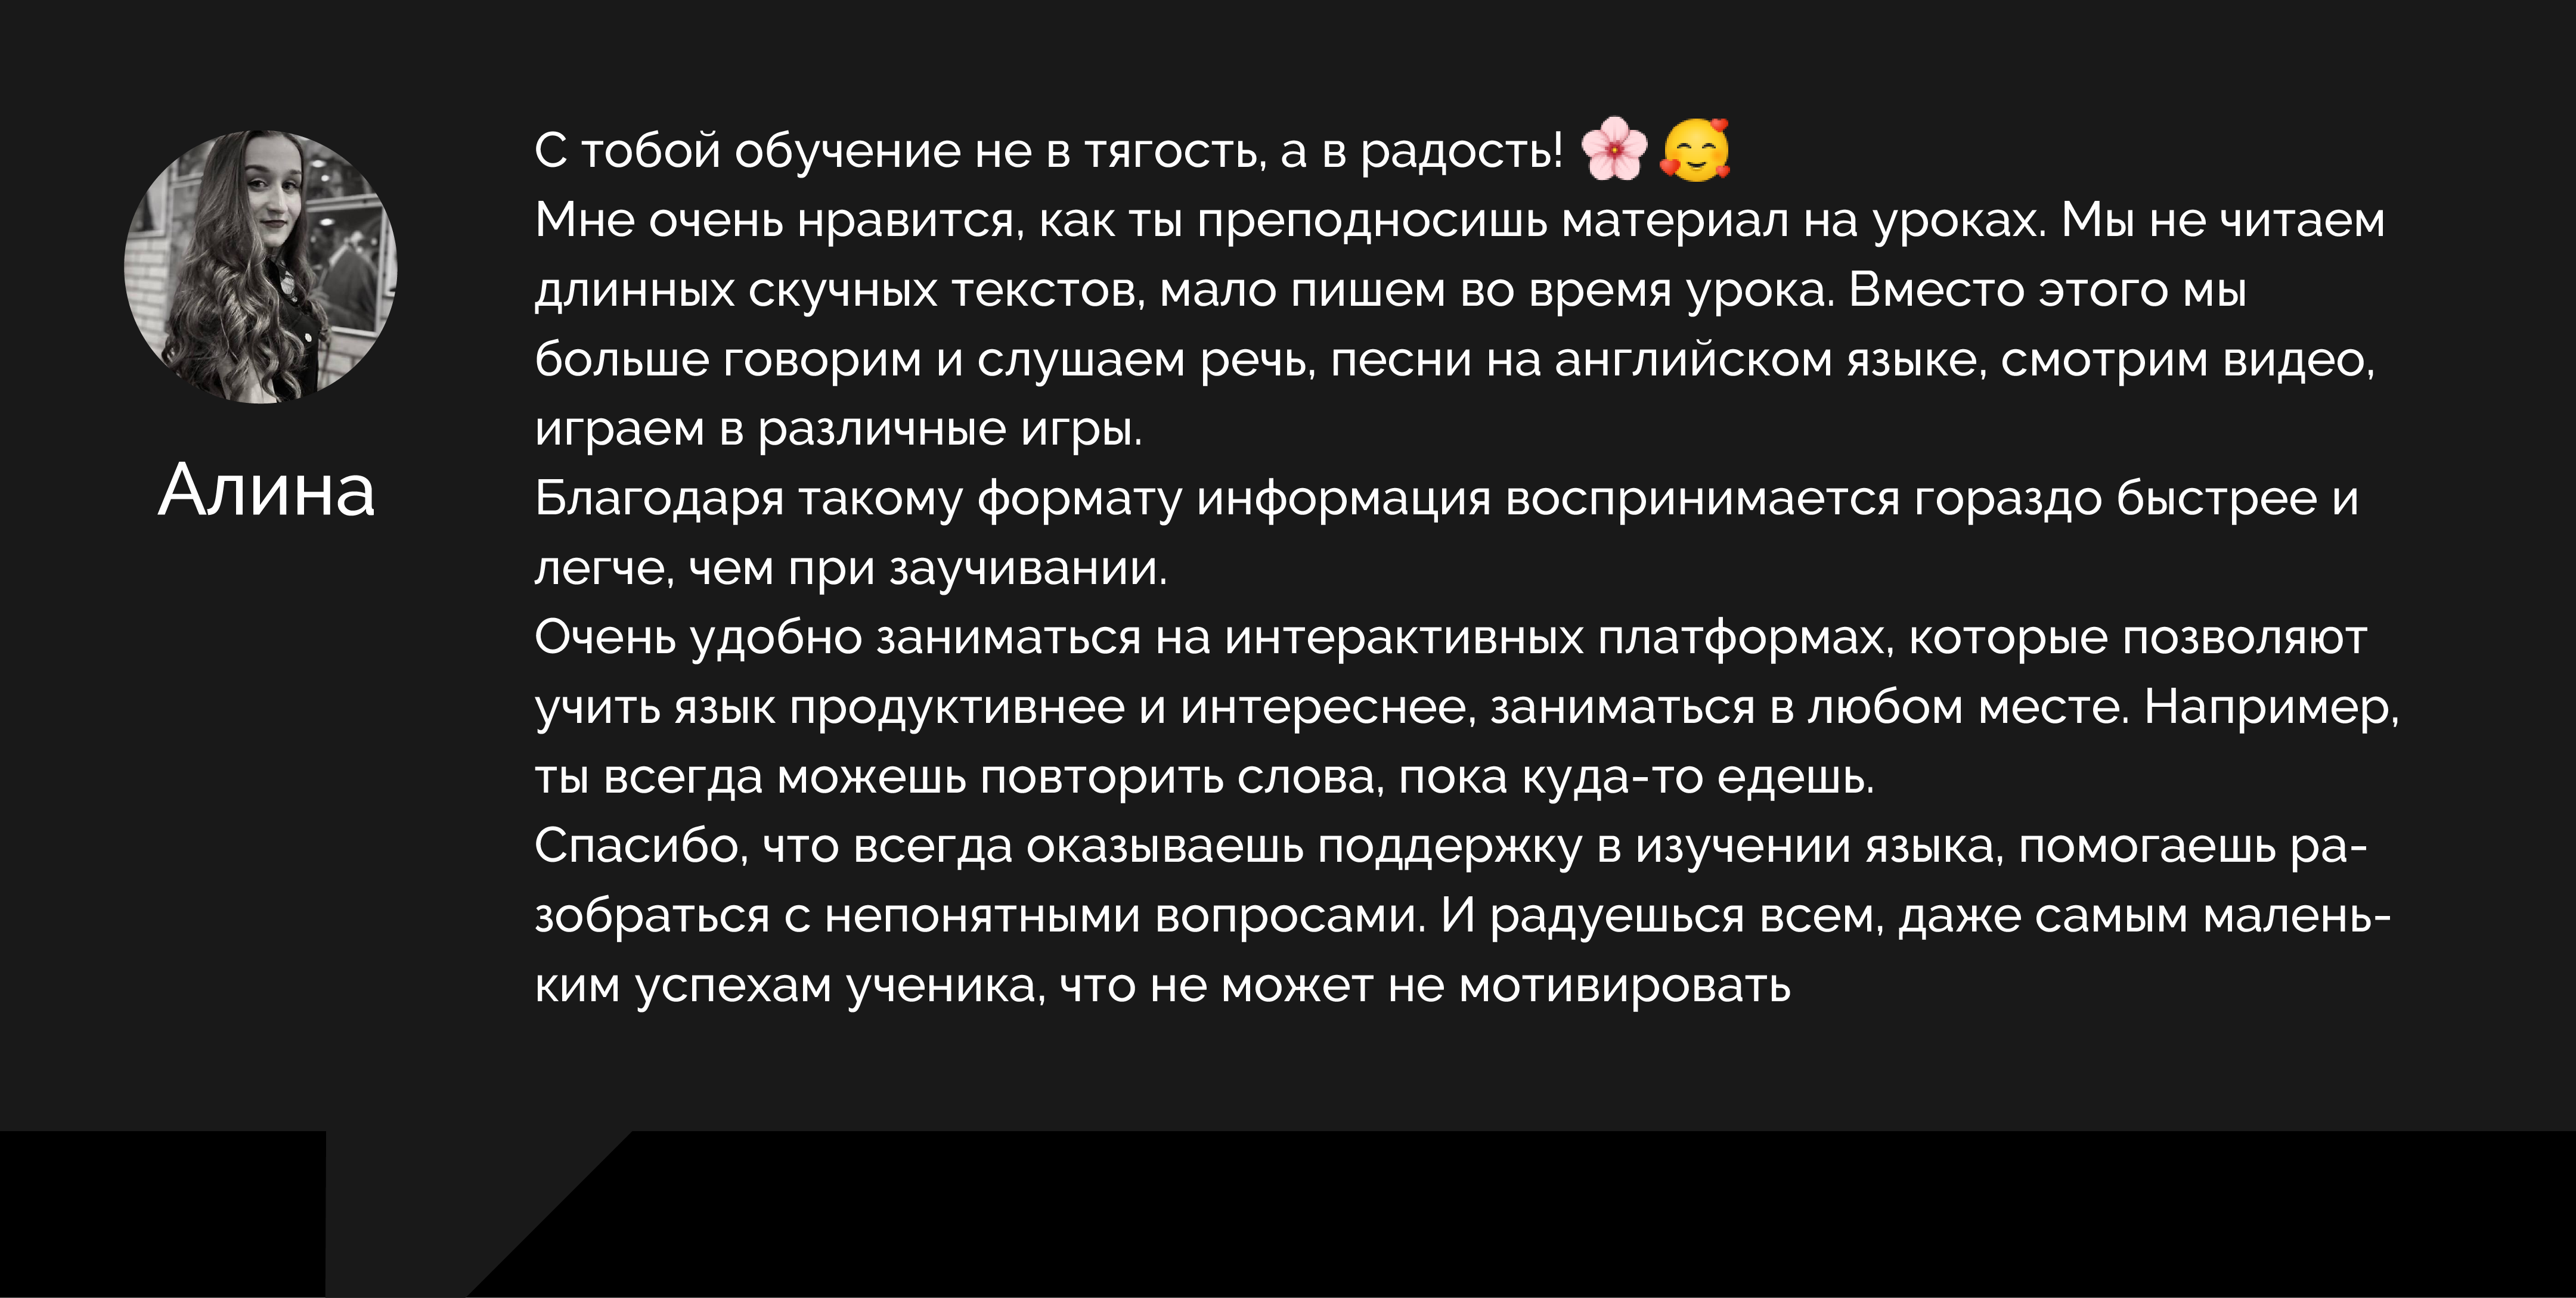 С тобой обучение не в тягость, а в радость! 🌸🥰
Мне очень нравится, как ты преподносишь материал на уроках. Мы не читаем
длинных скучных текстов, мало пишем во время урока. Вместо этого мы
больше говорим и слушаем речь, песни на английском языке, смотрим видео,
играем в различные игры.
Благодаря такому формату информация воспринимается гораздо быстрее и
легче, чем при заучивании.
Очень удобно заниматься на интерактивных платформах, которые позволяют
учить язык продуктивнее и интереснее, заниматься в любом месте. Например,
ты всегда можешь повторить слова, пока куда-то едешь.
Спасибо, что всегда оказываешь поддержку в изучении языка, помогаешь ра-
зобраться с непонятными вопросами. И радуешься всем, даже самым малень-
ким успехам ученика, что не может не мотивировать
Алина